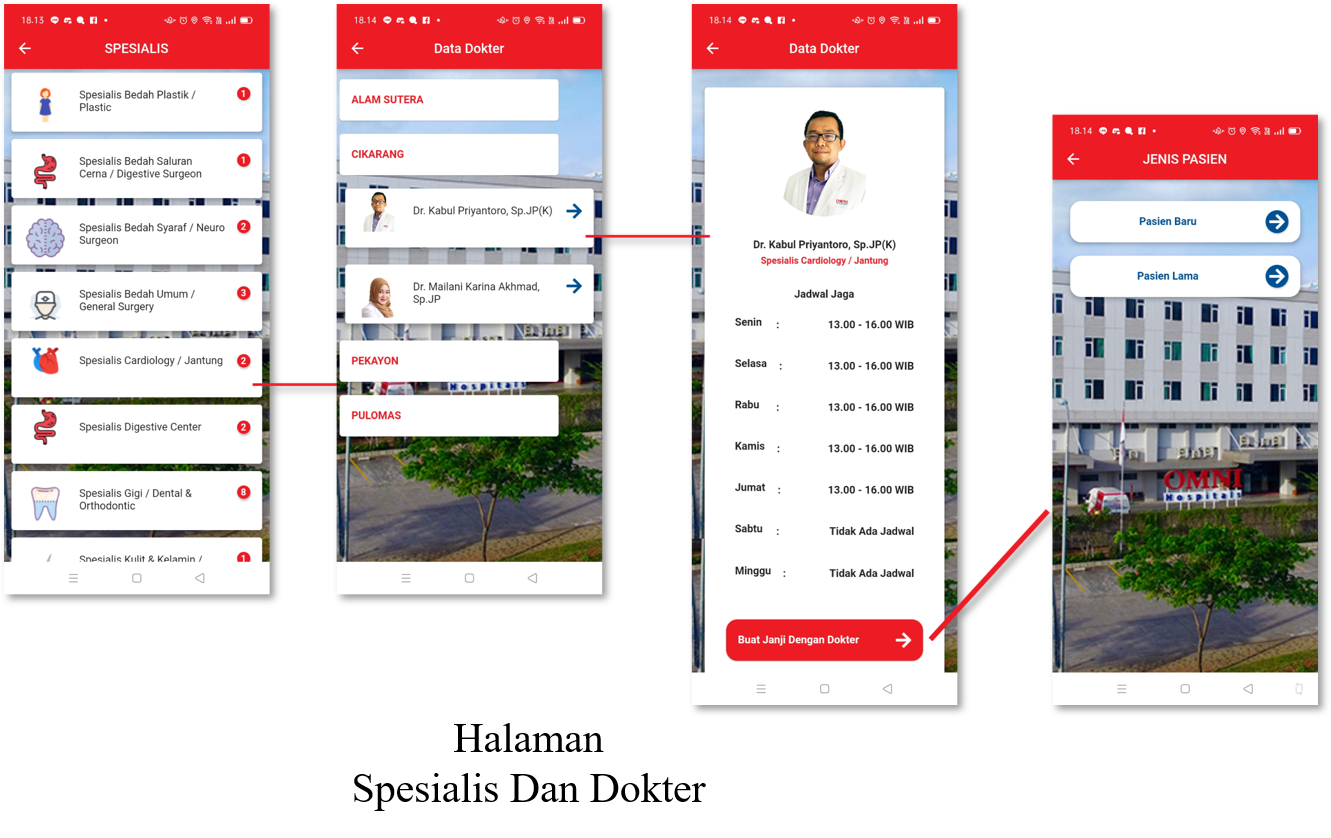 18.13
SPESIALIS
Spesialis Bedah Plastik /
Plastic
1
Spesialis Bedah Saluran
Cerna / Digestive Surgeon
1
Spesialis Bedah Syaraf / Neuro
Surgeon
2
Spesialis Bedah Umum /
General Surgery
3
Spesialis Cardiology / Jantung
2
Spesialis Digestive Center
2
Spesialis Gigi / Dental &
Orthodontic
8
Spesialis Kulit & Kelamin /
1
18.14
Data Dokter
ALAM SUTERA
CIKARANG
Dr. Kabul Priyantoro, Sp.JP(K)
Dr. Mailani Karina Akhmad,
Sp.JP
PEKAYON
Hospitals
PULOMAS
18.14
Data Dokter
OMNI
Dr. Kabul Priyantoro, Sp.JP(K)
Spesialis Cardiology / Jantung
Jadwal Jaga
Senin : 13.00 - 16.00 WIB
Selasa : 13.00 - 16.00 WIB
Rabu : 13.00 - 16.00 WIB
Kamis : 13.00 - 16.00 WIB
Jumat : 13.00 - 16.00 WIB
Sabtu : Tidak Ada Jadwal
Minggu : Tidak Ada Jadwal
Buat Janji Dengan Dokter
18.14
JENIS PASIEN
Pasien Baru
Pasien Lama
OMNI
Hospitals
Halaman
Spesialis Dan Dokter